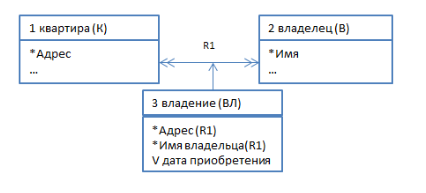 1 квартира (К)
*Адрес
...
R1
2 владелец (В)
*Имя
...
3 владение (ВЛ)
*Адрес (R1)
*Имя владельца(R1)
V дата приобретения